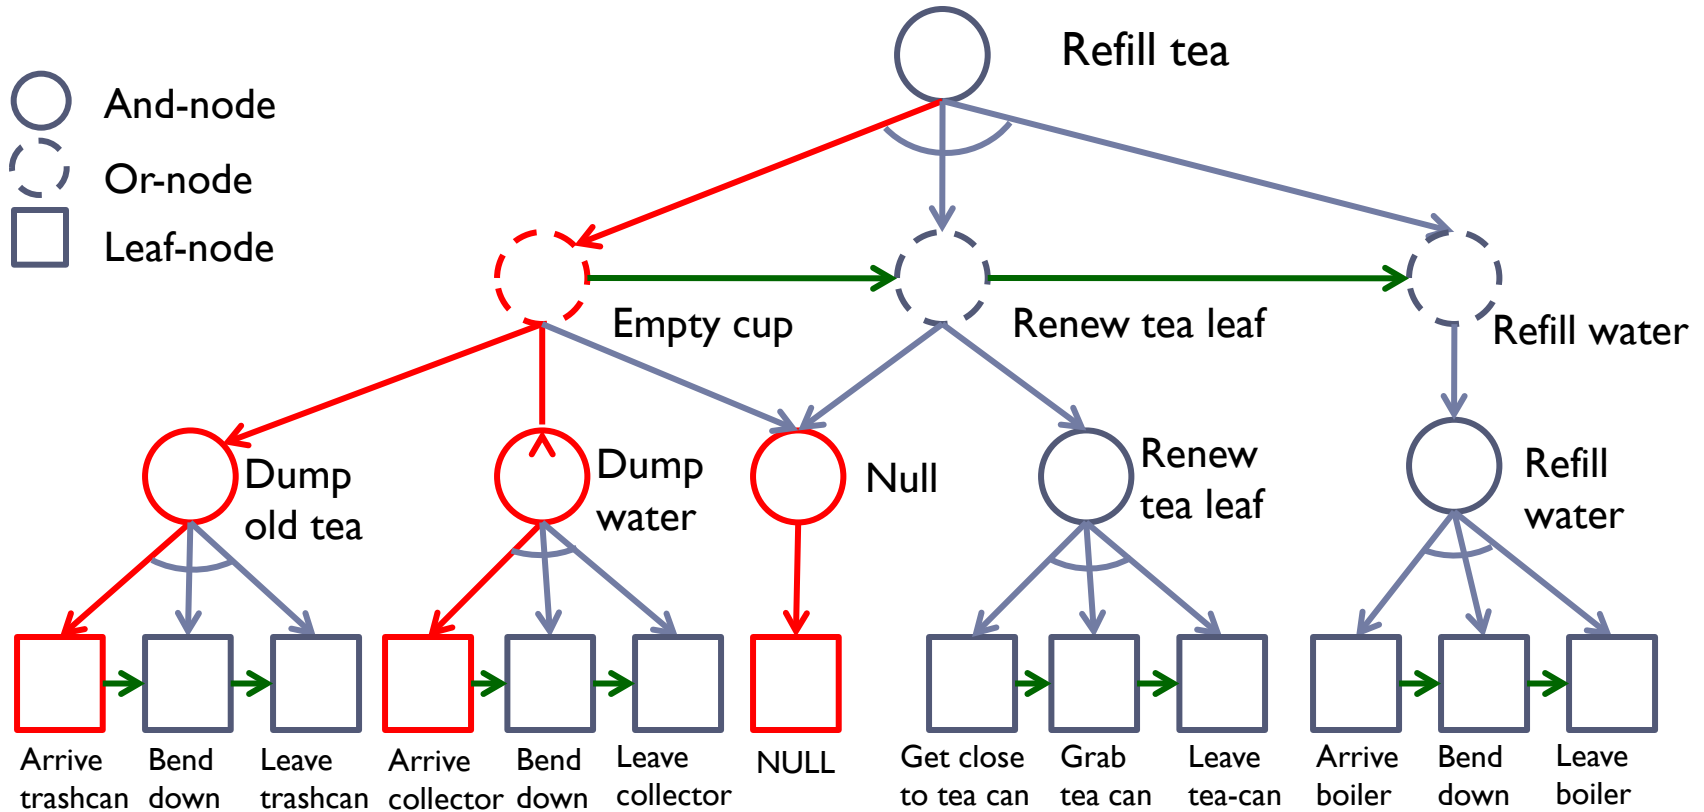 Refill tea
And-node
Or-node
Leaf-node
Empty cup
Renew tea leaf
Refill water
Dump
old tea
Dump
water
Null
Renew
tea leaf
Refill
water
Arrive
trashcan
Bend
down
Leave
trashcan
Arrive
collector
Bend
down
Leave
collector
NULL
Get close
to tea can
Grab
tea can
Leave
tea-can
Arrive
boiler
Bend
down
Leave
boiler